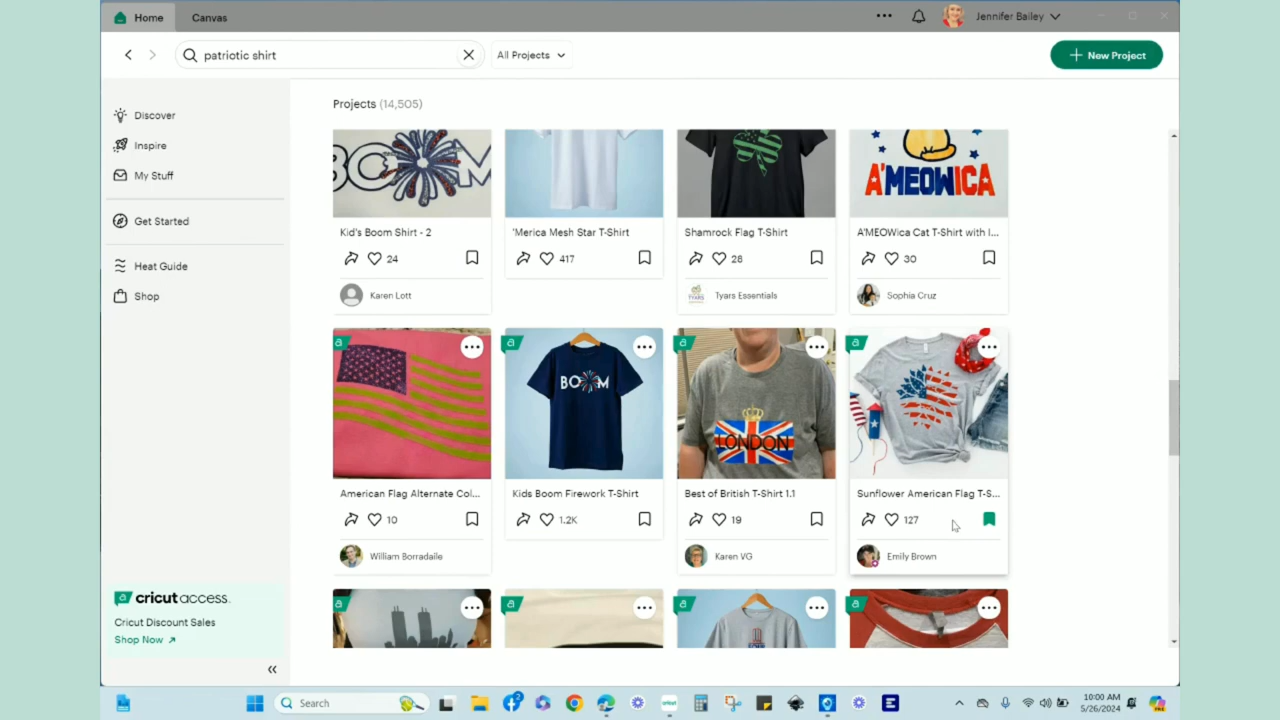 Home
Canvas
Jennifer Bailey
patriotic shirt
All Projects
New Project
Discover
Inspire
My Stuff
Get Started
Heat Guide
Shop
Projects (14,505)
BOOM
A'MEOWICA
Kid's Boom Shirt - 2
'Merica Mesh Star T-Shirt
Shamrock Flag T-Shirt
A'MEOWica Cat T-Shirt with I...
24
417
28
30
Karen Lott
Tyars Essentials
Sophia Cruz
a
a
BOOM
a
LONDON
a
American Flag Alternate Col...
Kids Boom Firework T-Shirt
Best of British T-Shirt 1.1
Sunflower American Flag T-S...
10
1.2K
19
127
William Borradaile
Karen VG
Emily Brown
a
a
a
a
a cricut access.
Cricut Discount Sales
Shop Now
Search
10:00 AM
5/26/2024